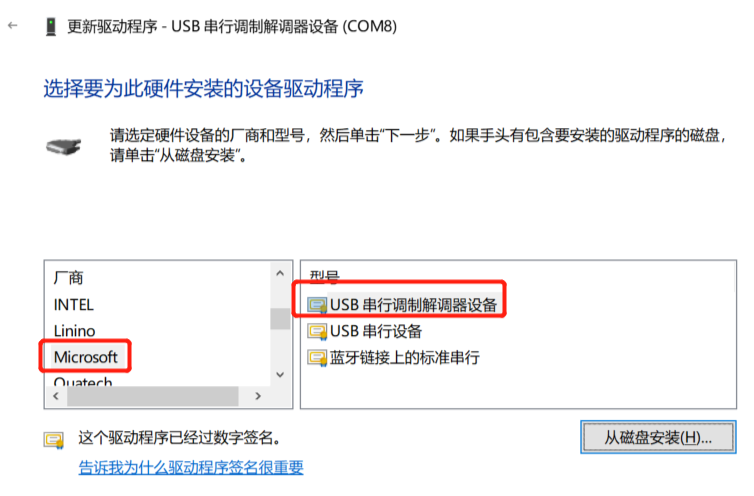 更新驱动程序 - USB 串行调制解调器设备 (COM8)
选择要为此硬件安装的设备驱动程序
请选定硬件设备的厂商和型号，然后单击“下一步”。如果手头有包含要安装的驱动程序的磁盘，
请单击“从磁盘安装”。
厂商
INTEL
Linino
Microsoft
Quatech
型号
USB 串行调制解调器设备
USB 串行设备
蓝牙链接上的标准串行
这个驱动程序已经过数字签名。
告诉我为什么驱动程序签名很重要
从磁盘安装(H)...